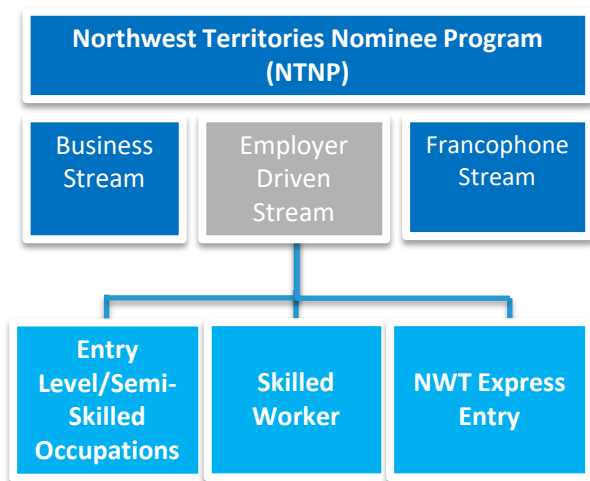 Northwest Territories Nominee Program
(NTNP)
Business
Stream
Employer
Driven
Stream
Francophone
Stream
Entry
Level/Semi-
Skilled
Occupations
Skilled
Worker
NWT Express
Entry